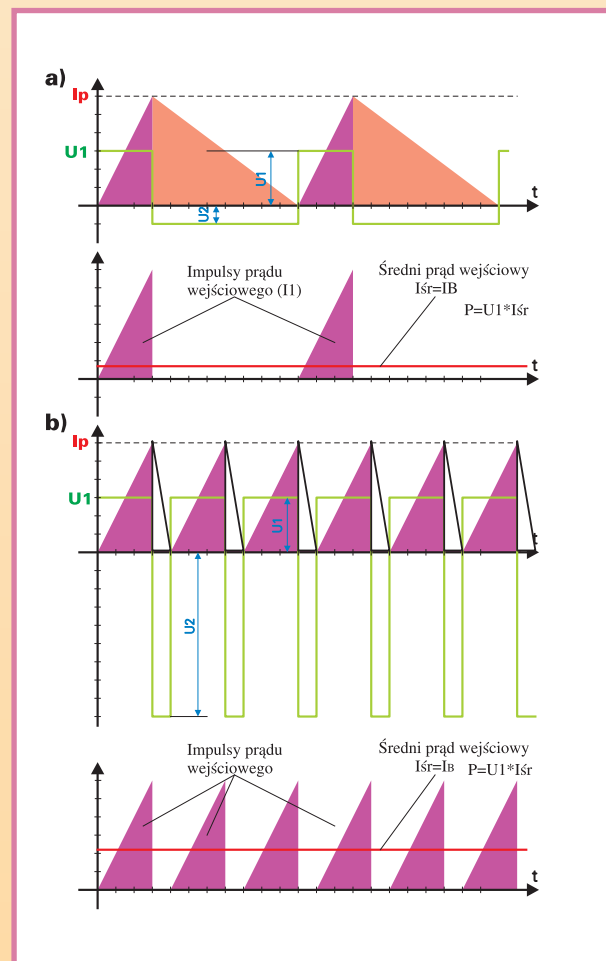 a)
Ip
U1
U1
U2
t
Impulsy prądu
wejściowego (I1)
Średni prąd wejściowy
Iśr=IB
P=U1*Iśr
t
b)
Ip
U1
U1
t
U2
Impulsy prądu
wejściowego
Średni prąd wejściowy
Iśr=IB P=U1*Iśr
t